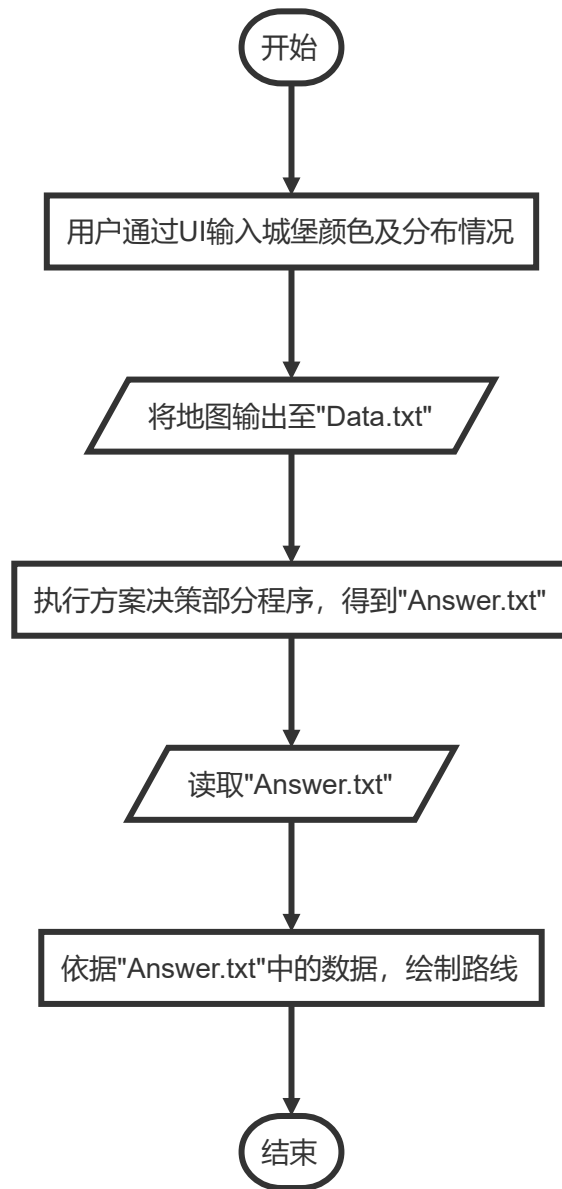 开始
用户通过UI输入城堡颜色及分布情况
将地图输出至"Data.txt"
执行方案决策部分程序，得到"Answer.txt"
读取"Answer.txt"
依据"Answer.txt"中的数据，绘制路线
结束